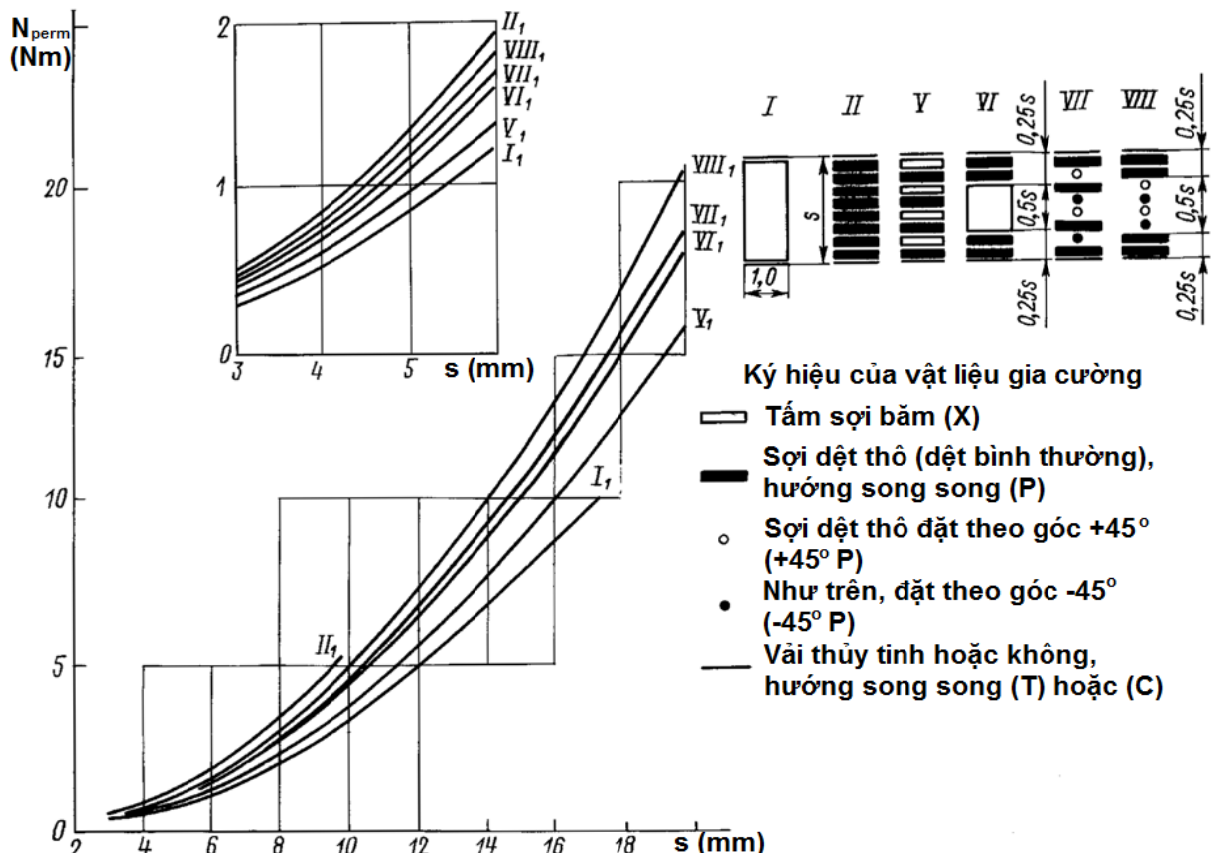 N perm
(Nm)
20
15
10
5
0
2
4
6
8
10
12
14
16
18
s (mm)
II₁
I₁
VIII₁
VII₁
VI₁
V₁
2
1
0
3
4
5
s (mm)
II₁
VIII₁
VII₁
VI₁
V₁
I₁
I
II
V
VI
VII
VIII
s
1,0
0,25s
0,5s
0,25s
0,25s
0,5s
0,25s
Ký hiệu của vật liệu gia cường
Tấm sợi băm (X)
Sợi dệt thô (dệt bình thường),
hướng song song (P)
Sợi dệt thô đặt theo góc +45°
(+45° P)
Như trên, đặt theo góc -45°
(-45° P)
Vải thủy tinh hoặc không,
hướng song song (T) hoặc (C)